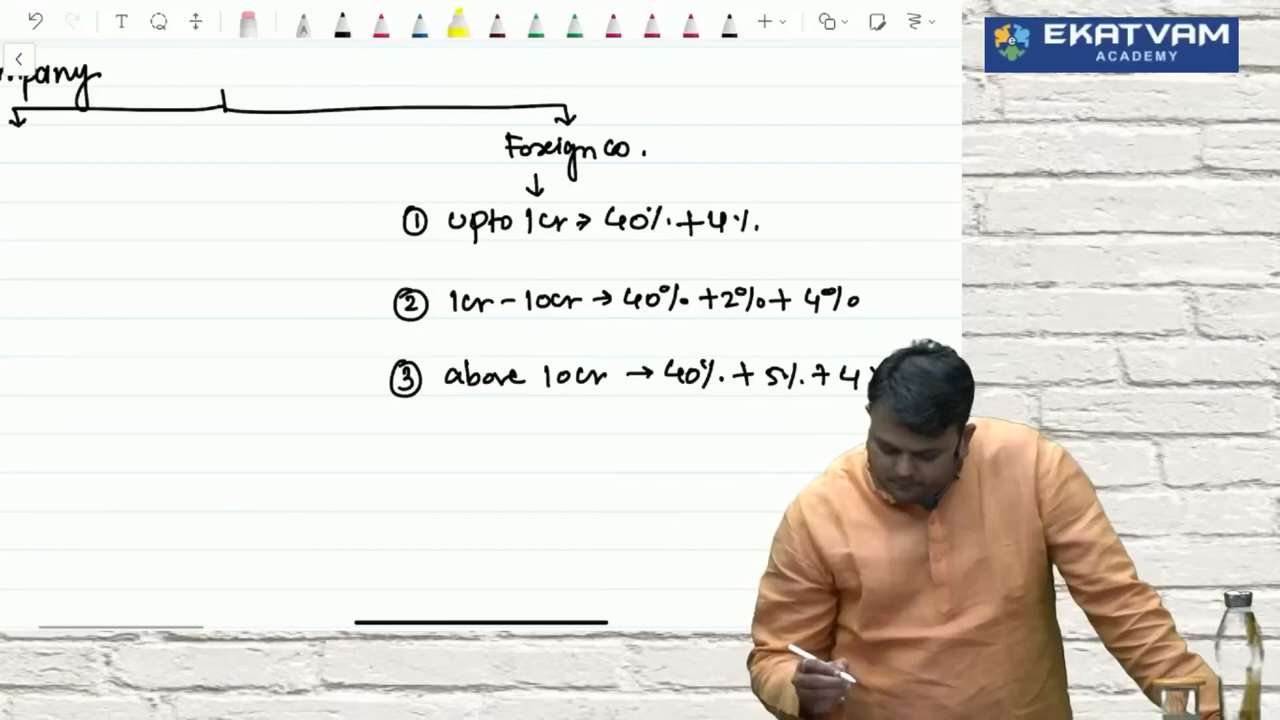 EKATVAM
ACADEMY
mpany
Foreign co.
① upto 1cr → 40% + 4%.
② 1cr - 10cr → 40% + 2% + 4%
③ above 10cr → 40% + 5% + 4